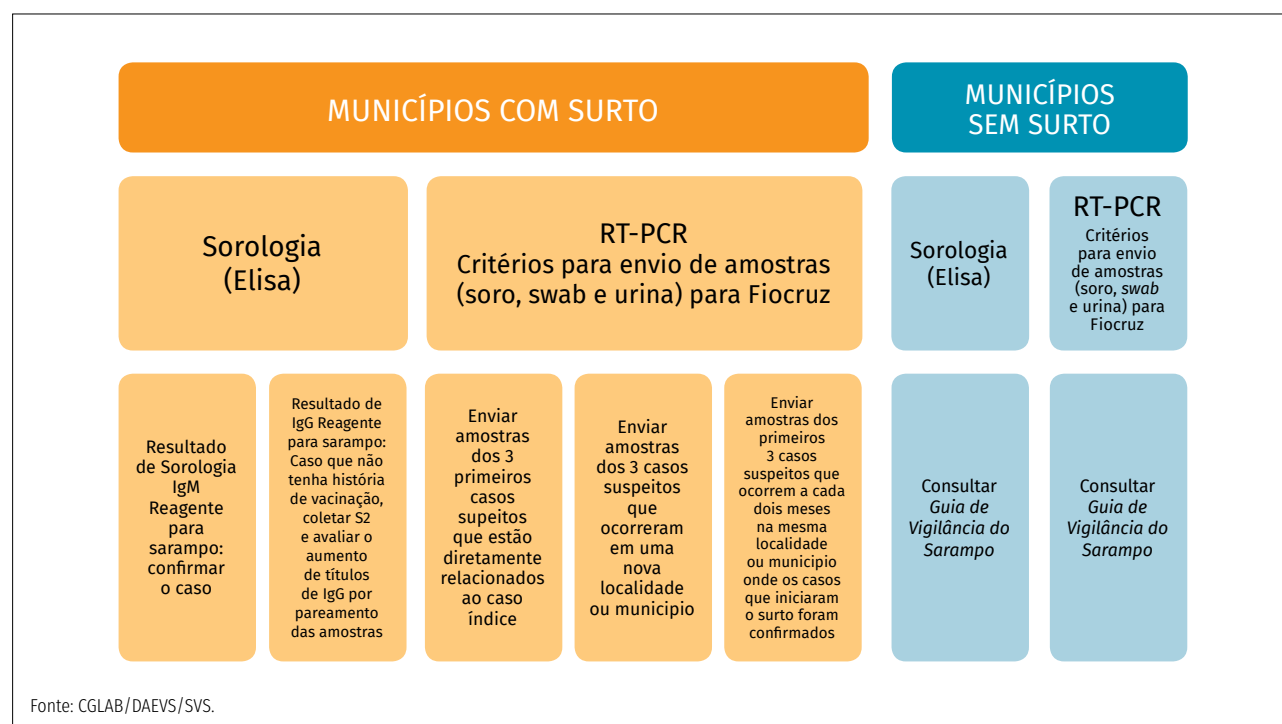 MUNICÍPIOS COM SURTO
MUNICÍPIOS
SEM SURTO
Sorologia
(Elisa)
RT-PCR
Critérios para envio de amostras
(soro, swab e urina) para Fiocruz
Sorologia
(Elisa)
RT-PCR
Critérios
para envio
de amostras
(soro, swab
e urina) para
Fiocruz
Resultado
de Sorologia
IgM
Reagente
para
sarampo:
confirmar
o caso
Resultado de
IgG Reagente
para sarampo:
Caso que não
tenha história
de vacinação,
coletar S2
e avaliar o
aumento
de títulos
de IgG por
pareamento
das amostras
Enviar
amostras
dos 3
primeiros
casos
supeitos
que estão
diretamente
relacionados
ao caso
índice
Enviar
amostras
dos 3 casos
suspeitos
que
ocorreram
em uma
nova
localidade
ou municipio
Enviar
amostras dos
primeiros
3 casos
suspeitos que
ocorrem a cada
dois meses
na mesma
localidade
ou municipio
onde os casos
que iniciaram
o surto foram
confirmados
Consultar
Guia de
Vigilância do
Sarampo
Consultar
Guia de
Vigilância do
Sarampo
Fonte: CGLAB/DAEVS/SVS.